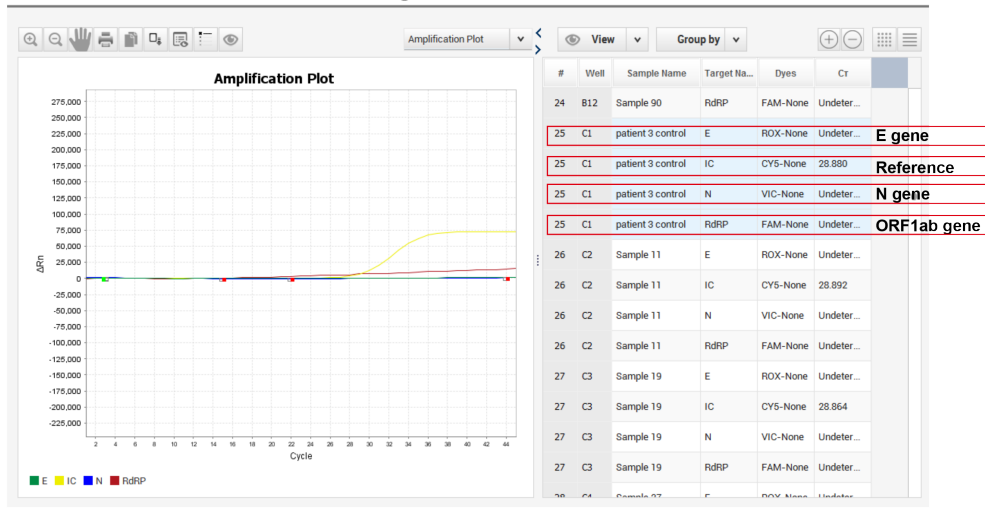 Amplification Plot
View
Group by
Amplification Plot
# Well Sample Name Target Na... Dyes CT
275,000
250,000
225,000
200,000
175,000
150,000
125,000
100,000
75,000
50,000
25,000
0
-25,000
-50,000
-75,000
-100,000
-125,000
-150,000
-175,000
-200,000
-225,000
ΔRn
2 4 6 8 10 12 14 16 18 20 22 24 26 28 30 32 34 36 38 40 42 44
Cycle
E IC N RdRP
24 B12 Sample 90 RdRP FAM-None Undeter...
25 C1 patient 3 control E ROX-None Undeter... E gene
25 C1 patient 3 control IC CY5-None 28.880 Reference
25 C1 patient 3 control N VIC-None Undeter... N gene
25 C1 patient 3 control RdRP FAM-None Undeter... ORF1ab gene
26 C2 Sample 11 E ROX-None Undeter...
26 C2 Sample 11 IC CY5-None 28.892
26 C2 Sample 11 N VIC-None Undeter...
26 C2 Sample 11 RdRP FAM-None Undeter...
27 C3 Sample 19 E ROX-None Undeter...
27 C3 Sample 19 IC CY5-None 28.864
27 C3 Sample 19 N VIC-None Undeter...
27 C3 Sample 19 RdRP FAM-None Undeter...